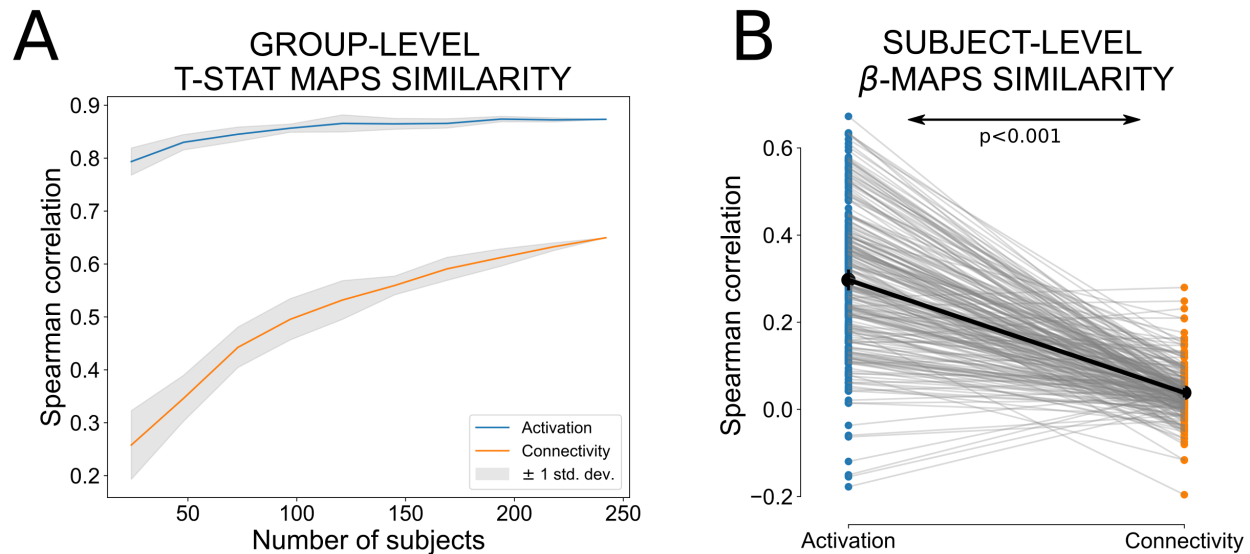 A
GROUP-LEVEL
T-STAT MAPS SIMILARITY
Spearman correlation
0.9
0.8
0.7
0.6
0.5
0.4
0.3
0.2
50
100
150
200
250
Number of subjects
Activation
Connectivity
± 1 std. dev.
B
SUBJECT-LEVEL
β-MAPS SIMILARITY
p<0.001
Spearman correlation
0.6
0.4
0.2
0.0
−0.2
Activation
Connectivity